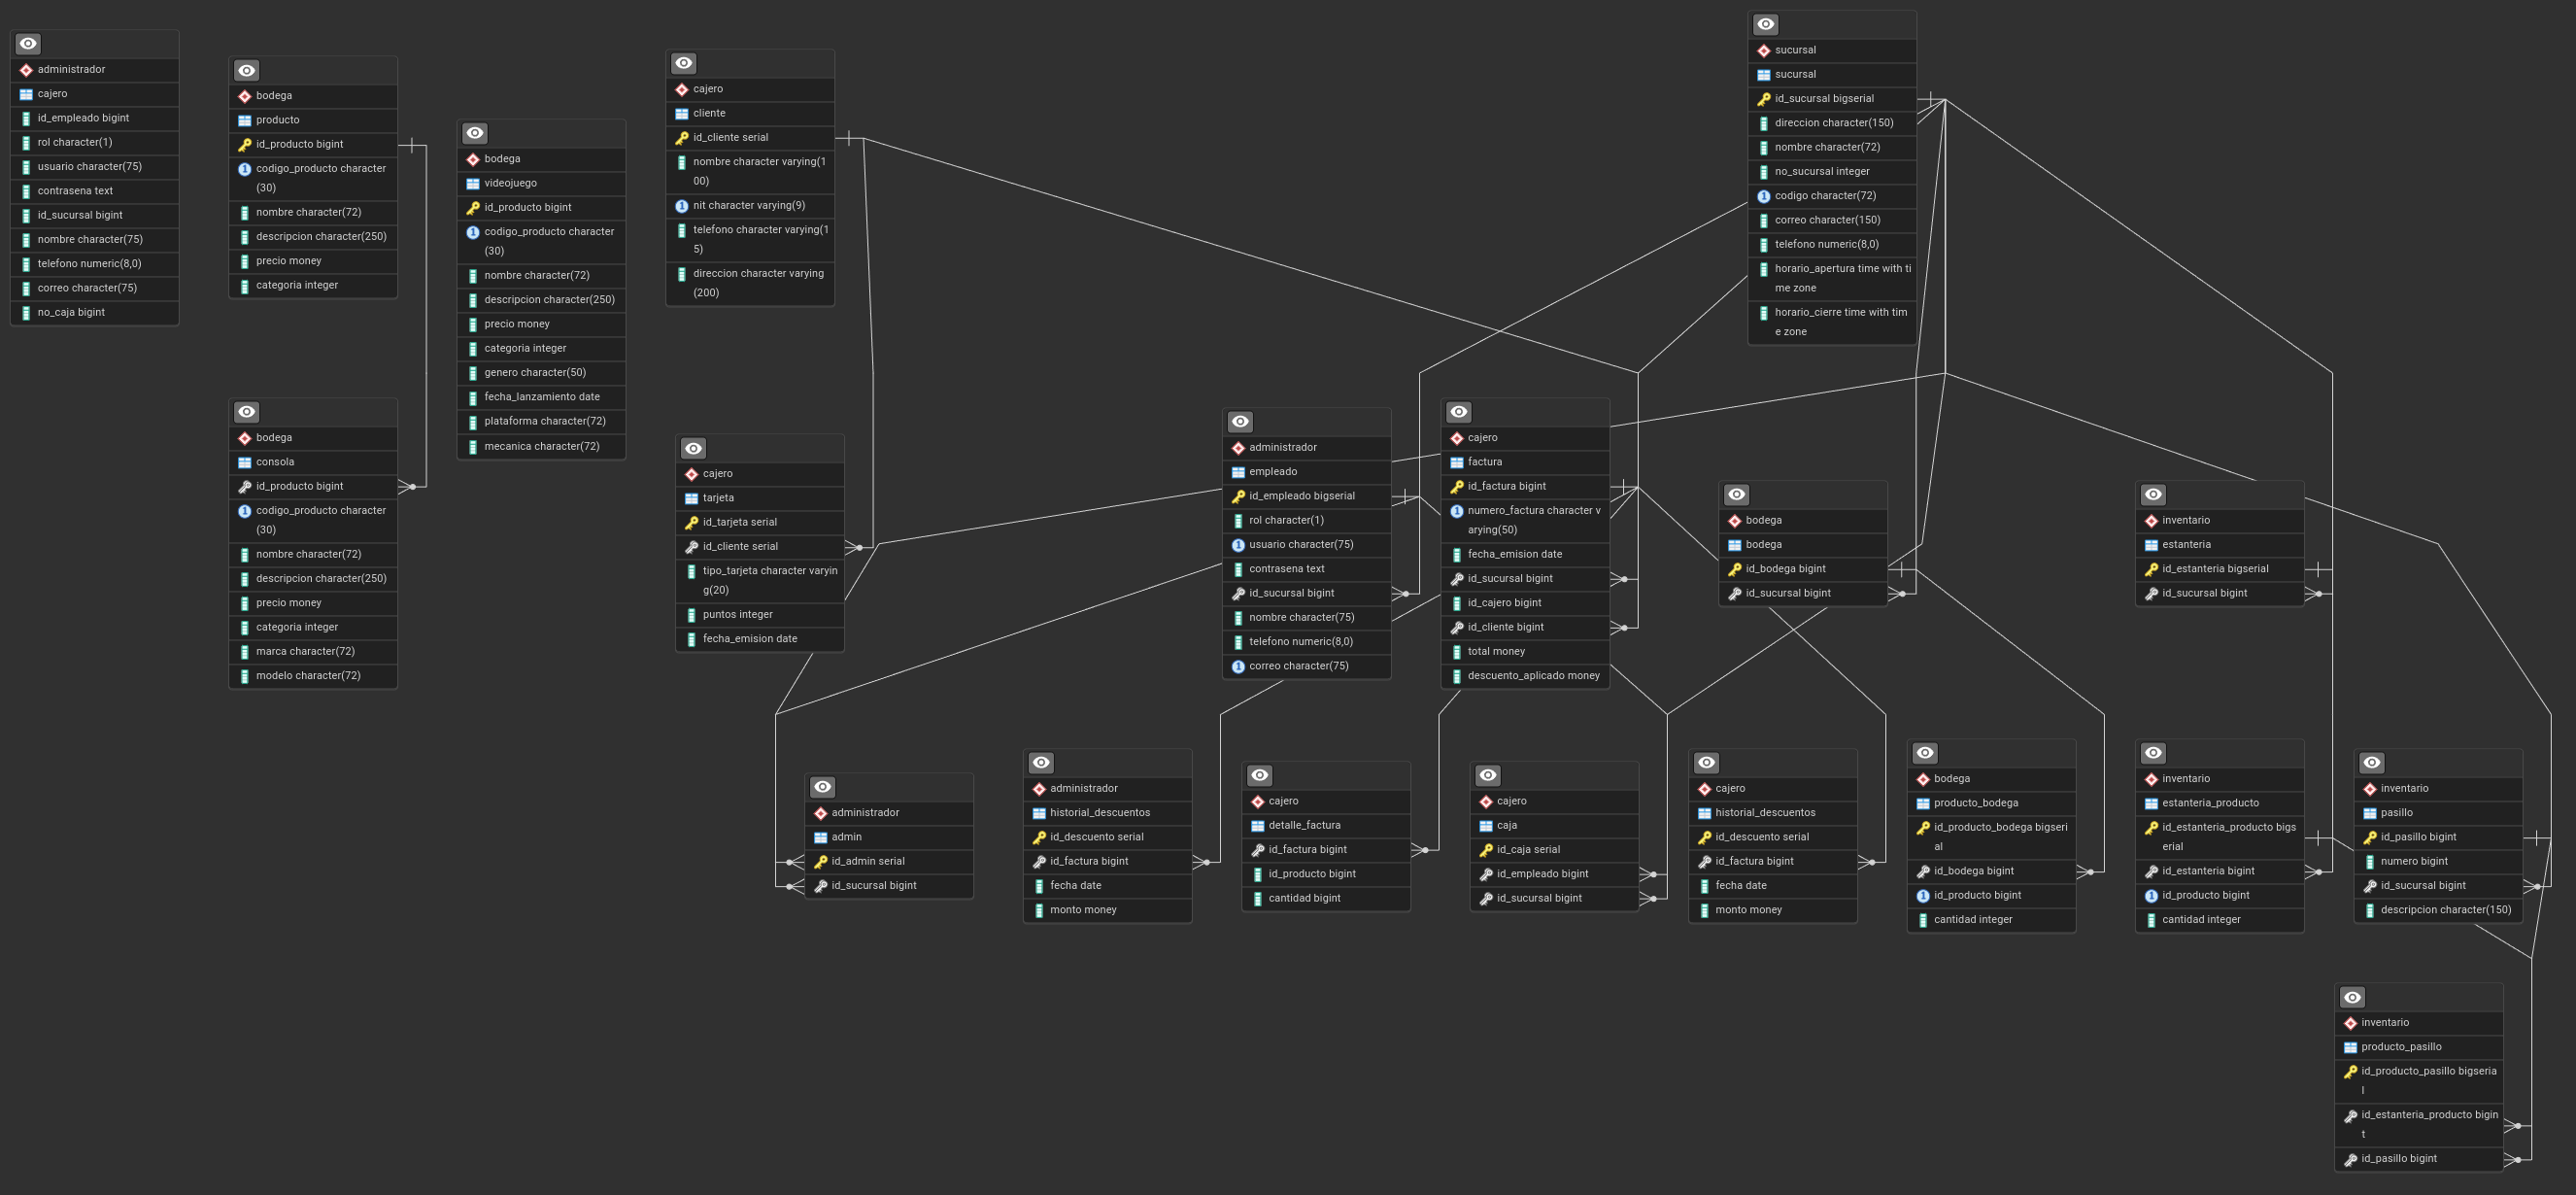 administrador
cajero
id_empleado bigint
rol character(1)
usuario character(75)
contrasena text
id_sucursal bigint
nombre character(75)
telefono numeric(8,0)
correo character(75)
no_caja bigint
bodega
producto
id_producto bigint
codigo_producto character
(30)
nombre character(72)
descripcion character(250)
precio money
categoria integer
bodega
videojuego
id_producto bigint
codigo_producto character
(30)
nombre character(72)
descripcion character(250)
precio money
categoria integer
genero character(50)
fecha_lanzamiento date
plataforma character(72)
mecanica character(72)
cajero
cliente
id_cliente serial
nombre character varying(1
00)
nit character varying(9)
telefono character varying(1
5)
direccion character varying
(200)
sucursal
sucursal
id_sucursal bigserial
direccion character(150)
nombre character(72)
no_sucursal integer
codigo character(72)
correo character(150)
telefono numeric(8,0)
horario_apertura time with ti
me zone
horario_cierre time with tim
e zone
bodega
consola
id_producto bigint
codigo_producto character
(30)
nombre character(72)
descripcion character(250)
precio money
categoria integer
marca character(72)
modelo character(72)
cajero
tarjeta
id_tarjeta serial
id_cliente serial
tipo_tarjeta character varyin
g(20)
puntos integer
fecha_emision date
administrador
empleado
id_empleado bigserial
rol character(1)
usuario character(75)
contrasena text
id_sucursal bigint
nombre character(75)
telefono numeric(8,0)
correo character(75)
cajero
factura
id_factura bigint
numero_factura character v
arying(50)
fecha_emision date
id_sucursal bigint
id_cajero bigint
id_cliente bigint
total money
descuento_aplicado money
bodega
bodega
id_bodega bigint
id_sucursal bigint
inventario
estanteria
id_estanteria bigserial
id_sucursal bigint
administrador
admin
id_admin serial
id_sucursal bigint
administrador
historial_descuentos
id_descuento serial
id_factura bigint
fecha date
monto money
cajero
detalle_factura
id_factura bigint
id_producto bigint
cantidad bigint
cajero
caja
id_caja serial
id_empleado bigint
id_sucursal bigint
cajero
historial_descuentos
id_descuento serial
id_factura bigint
fecha date
monto money
bodega
producto_bodega
id_producto_bodega bigseri
al
id_bodega bigint
id_producto bigint
cantidad integer
inventario
estanteria_producto
id_estanteria_producto bigs
erial
id_estanteria bigint
id_producto bigint
cantidad integer
inventario
pasillo
id_pasillo bigint
numero bigint
id_sucursal bigint
descripcion character(150)
inventario
producto_pasillo
id_producto_pasillo bigseria
l
id_estanteria_producto bigin
t
id_pasillo bigint